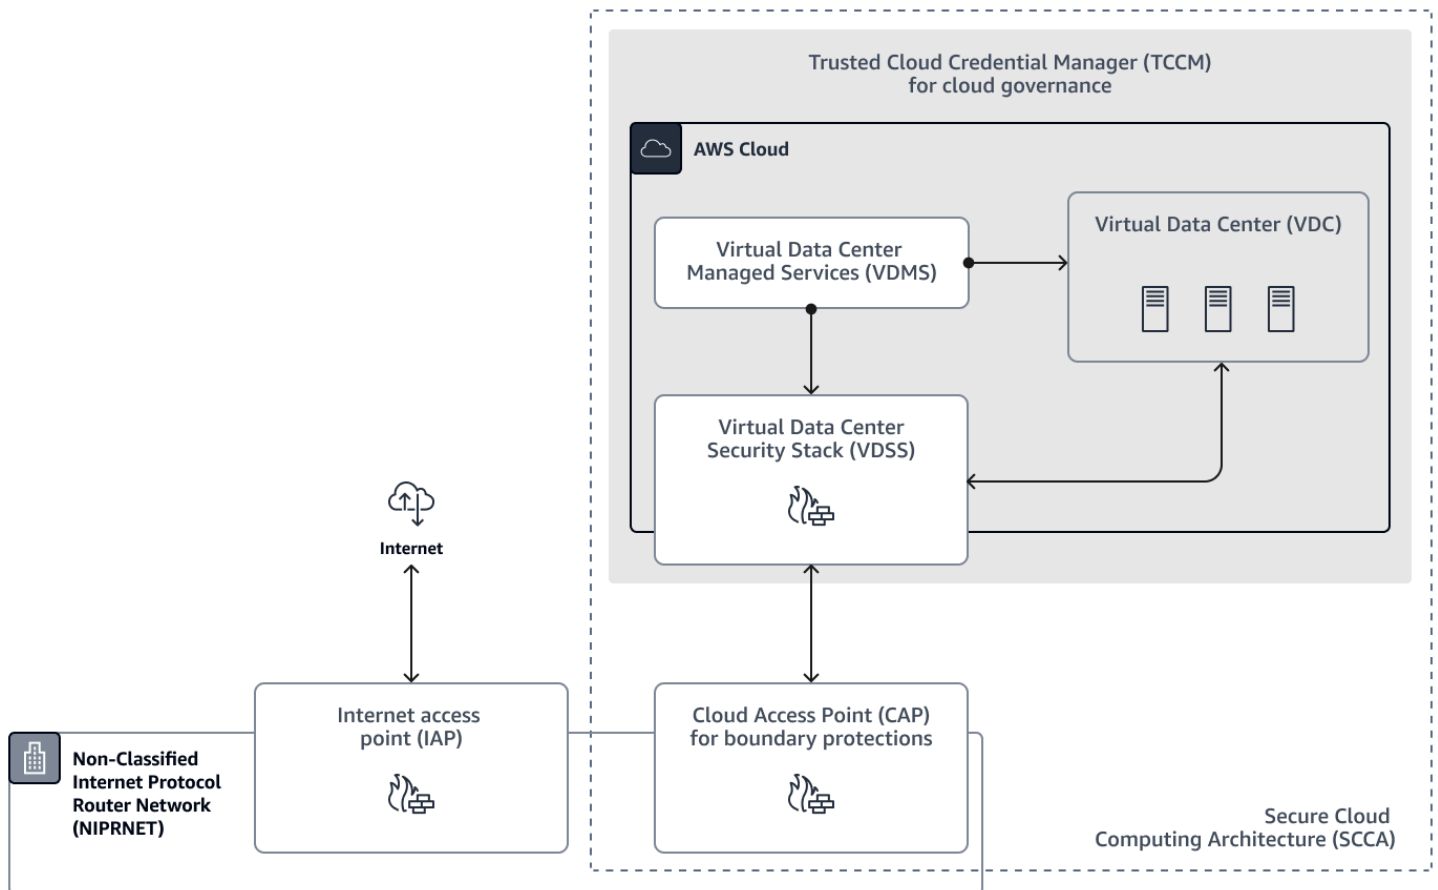 Trusted Cloud Credential Manager (TCCM)
for cloud governance
AWS Cloud
Virtual Data Center
Managed Services (VDMS)
Virtual Data Center (VDC)
Virtual Data Center
Security Stack (VDSS)
Internet
Internet access
point (IAP)
Cloud Access Point (CAP)
for boundary protections
Non-Classified
Internet Protocol
Router Network
(NIPRNET)
Secure Cloud
Computing Architecture (SCCA)